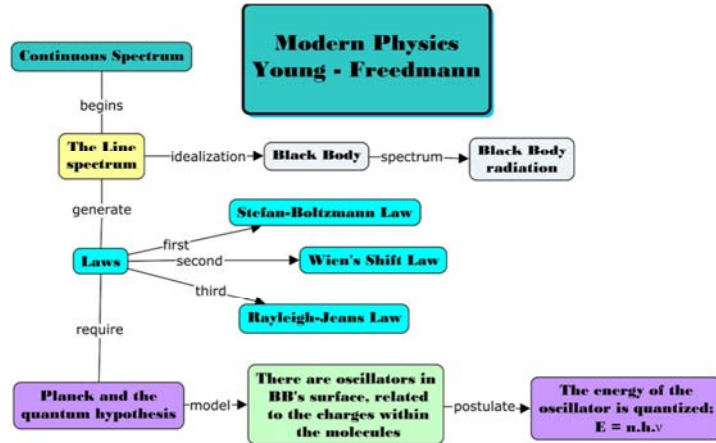 Modern Physics
Young - Freedmann
Continuous Spectrum
begins
The Line
spectrum
idealization
Black Body
spectrum
Black Body
radiation
generate
Stefan-Boltzmann Law
first
Laws
second
Wien's Shift Law
third
Rayleigh-Jeans Law
require
Planck and the
quantum hypothesis
model
There are oscillators in
BB's surface, related
to the charges within
the molecules
postulate
The energy of the
oscillator is quantized;
E = n.h.ν